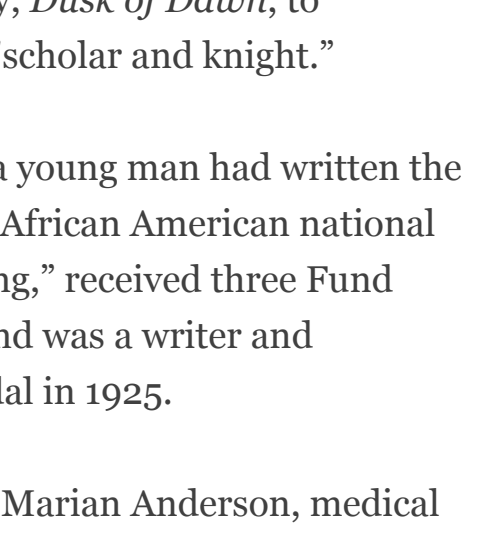 y, Dusk of Dawn, to
scholar and knight.”
a young man had written the
African American national
ng,” received three Fund
nd was a writer and
dal in 1925.
Marian Anderson, medical